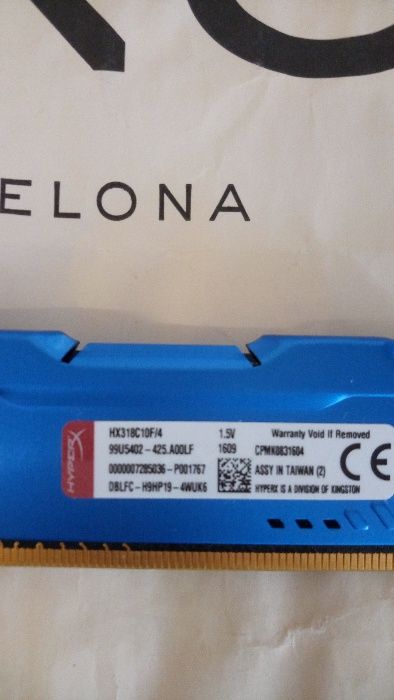 ELONA
HYPERX
HX318C10F/4 1.5V Warranty Void If Removed
99U5402-425.A00LF 1609 CPMK0831604
0000007285036-P001767 ASSY IN TAIWAN (2)
DBLFC-H9HP19-4WUK6 HYPERX IS A DIVISION OF KINGSTON
CE